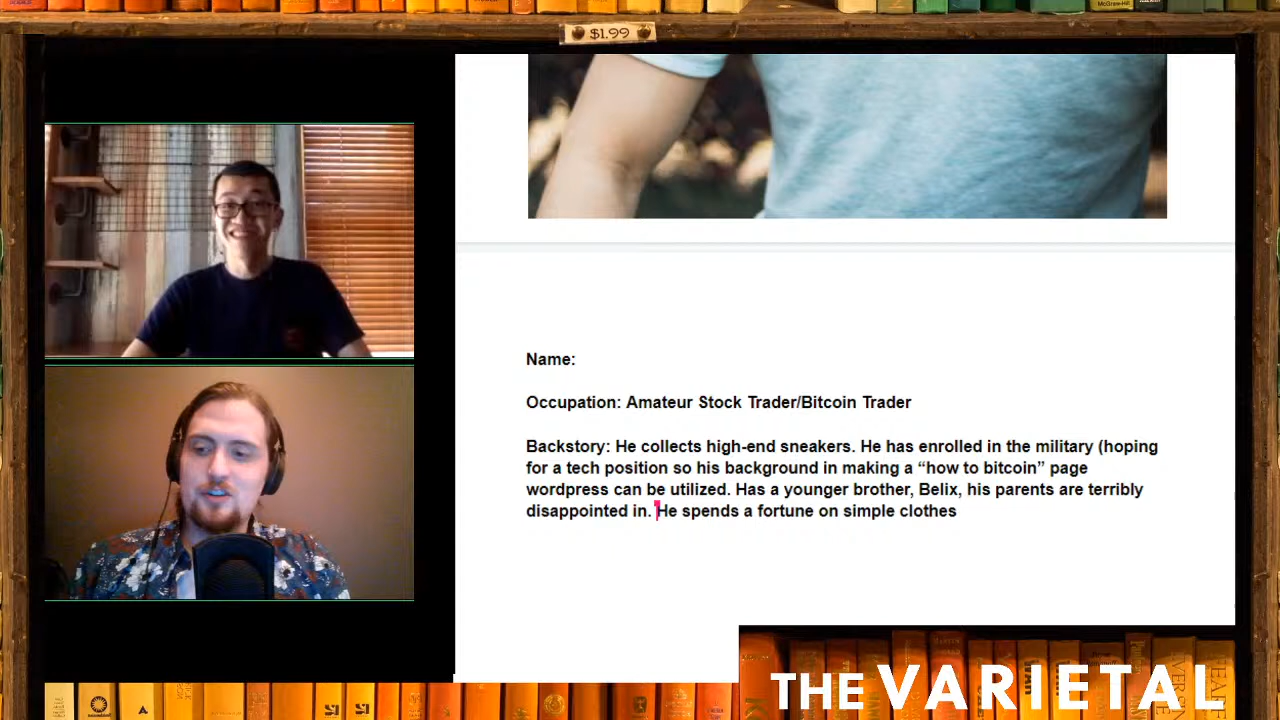 McGraw-Hill
$1.99
Name:
Occupation: Amateur Stock Trader/Bitcoin Trader
Backstory: He collects high-end sneakers. He has enrolled in the military (hoping
for a tech position so his background in making a “how to bitcoin” page
wordpress can be utilized. Has a younger brother, Belix, his parents are terribly
disappointed in. He spends a fortune on simple clothes
THE VARIETAL